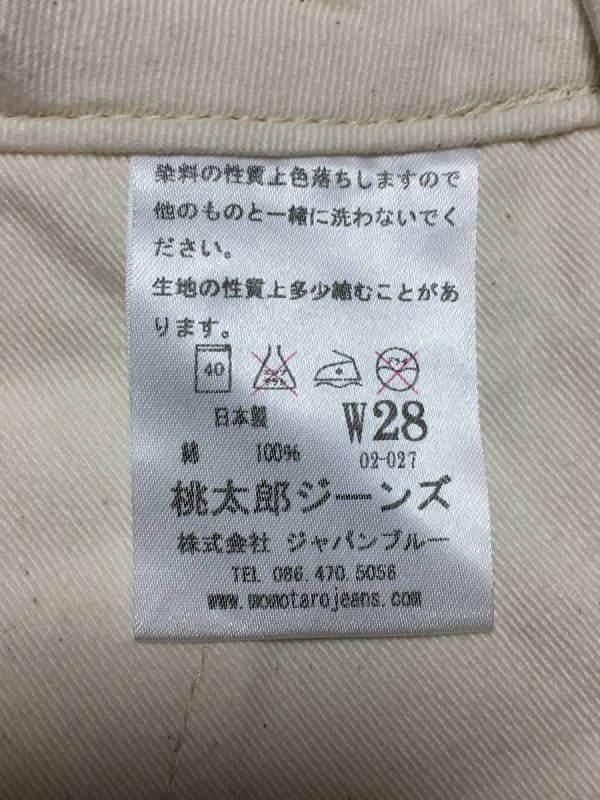 染料の性質上色落ちしますので
他のものと一緒に洗わないでく
ださい。
生地の性質上多少縮むことがあ
ります。
40
日本製
W28
綿 100%
02-027
桃太郎ジーンズ
株式会社 ジャパンブルー
TEL 086.470.5056
www.momotarojeans.com